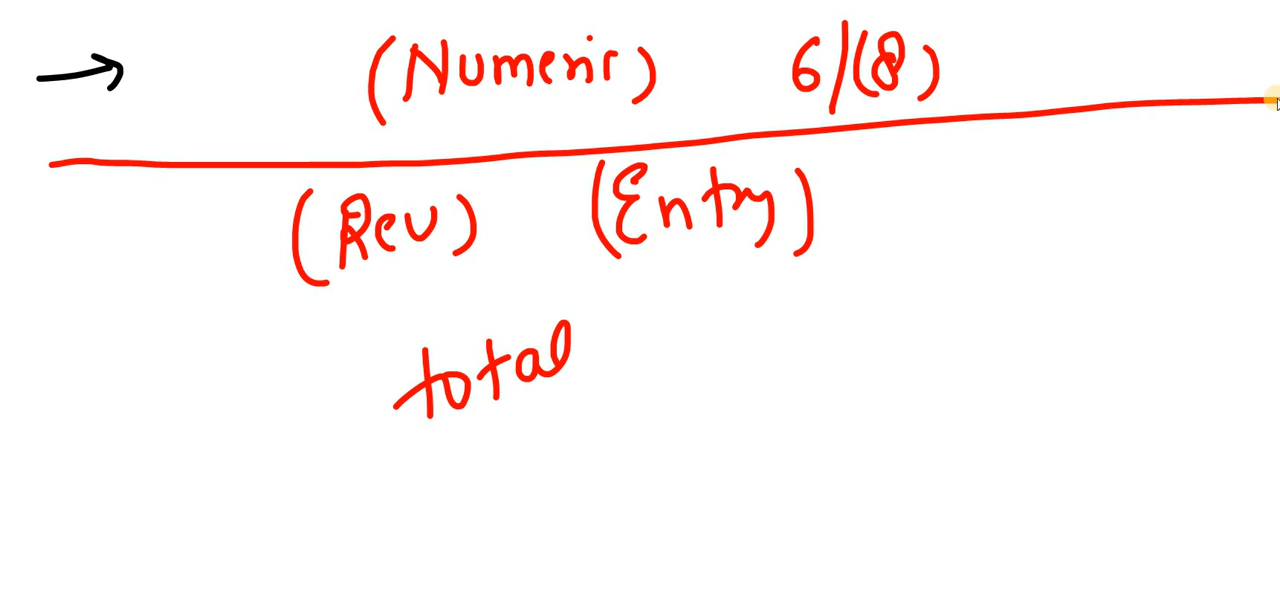 → (Numeric) 6/(8)
(Rev) (Entry)
total